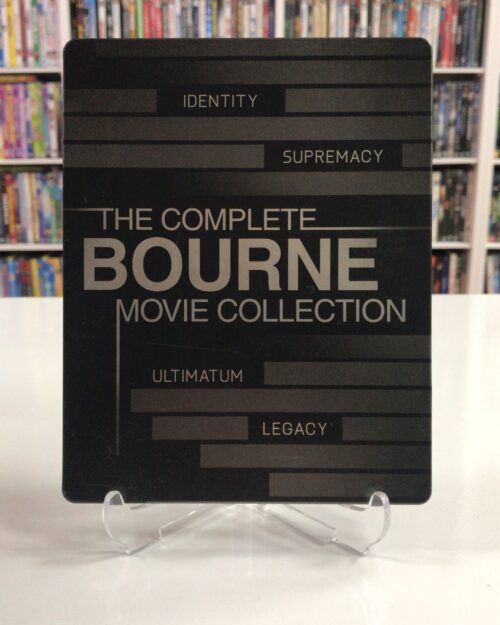 IDENTITY
SUPREMACY
THE COMPLETE
BOURNE
MOVIE COLLECTION
ULTIMATUM
LEGACY